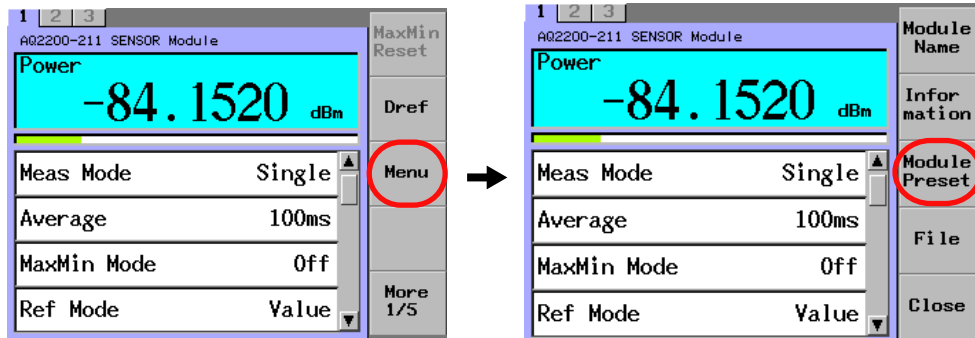 1 2 3
AQ2200-211 SENSOR Module
Power
-84.1520 dBm
Meas Mode Single
Average 100ms
MaxMin Mode Off
Ref Mode Value
MaxMin
Reset
Dref
Menu
More
1/5
1 2 3
AQ2200-211 SENSOR Module
Power
-84.1520 dBm
Meas Mode Single
Average 100ms
MaxMin Mode Off
Ref Mode Value
Module
Name
Infor
mation
Module
Preset
File
Close